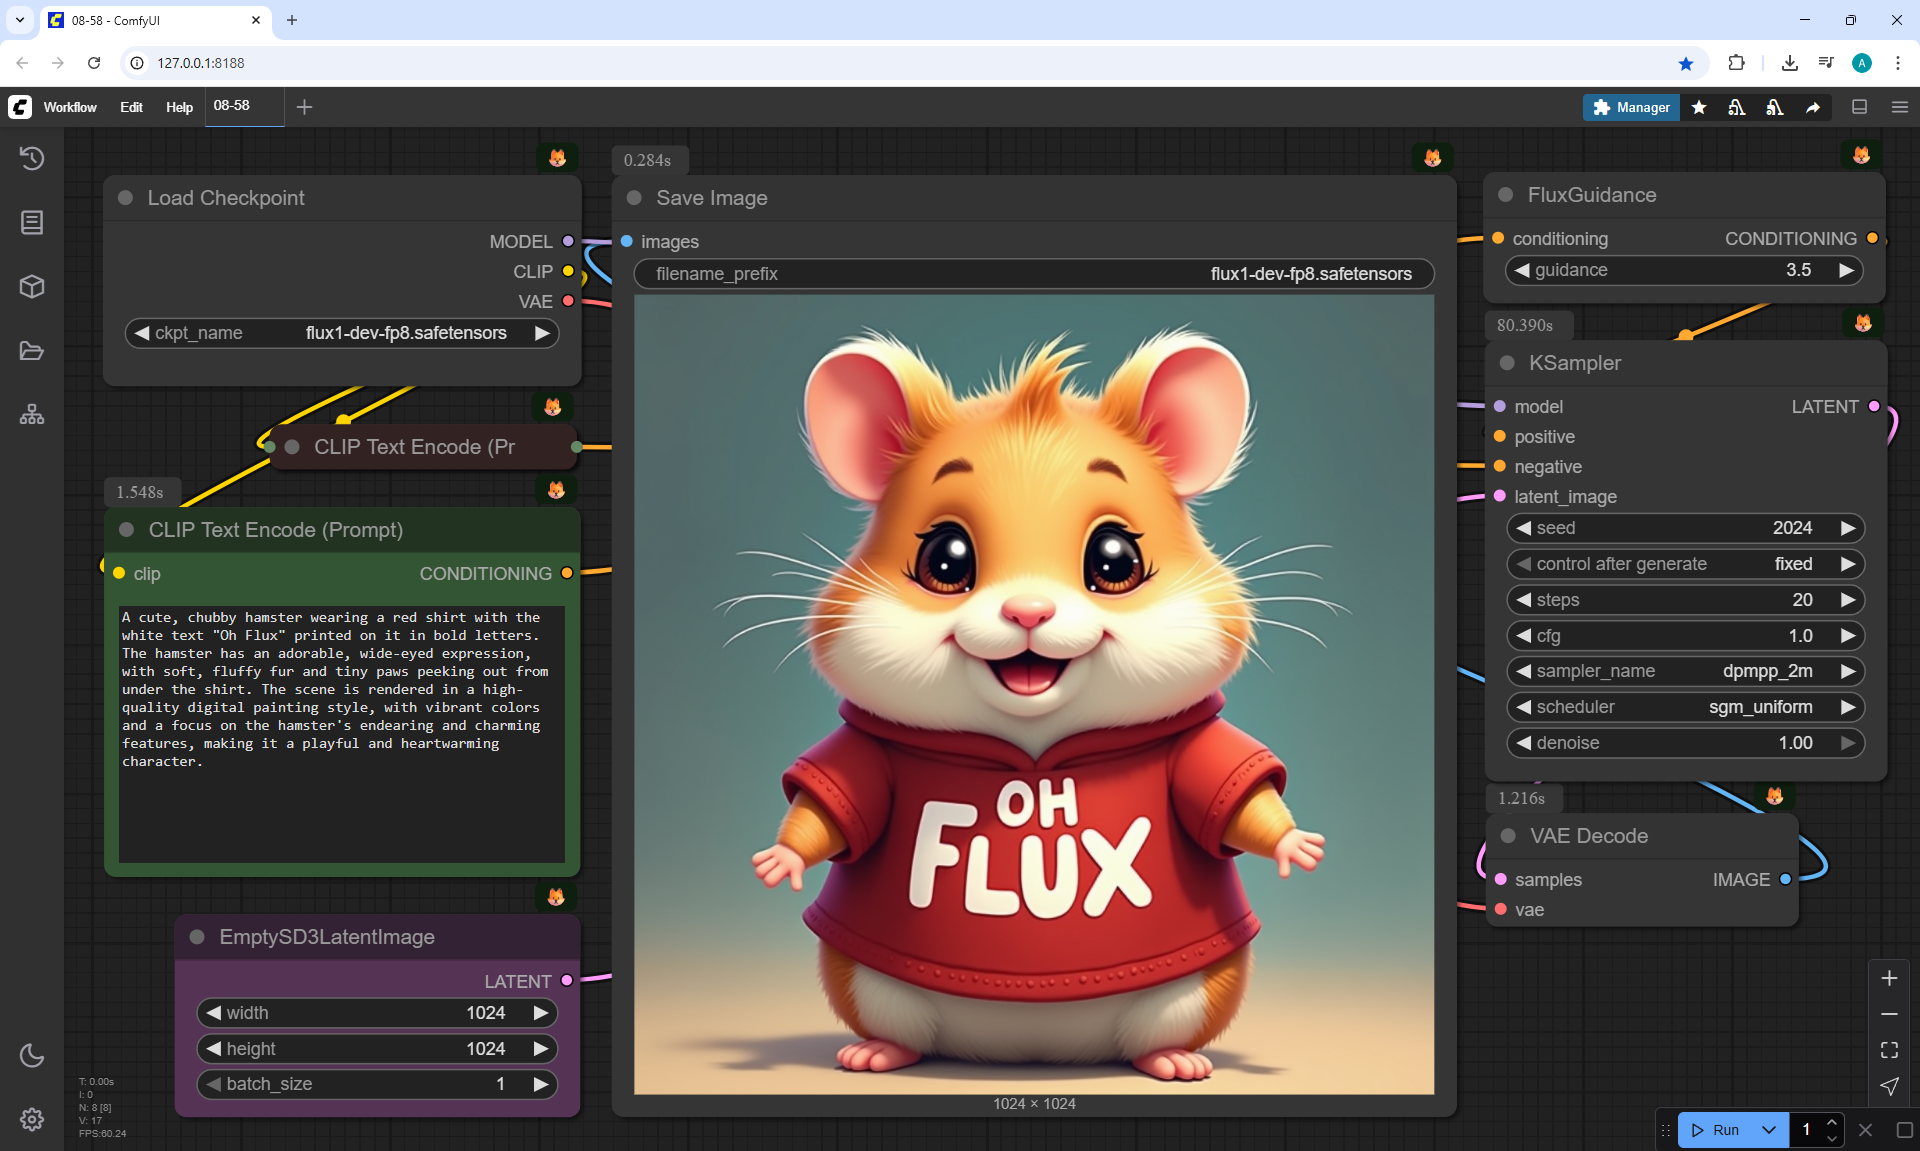 08-58 - ComfyUI
127.0.0.1:8188
A
Workflow Edit Help 08-58
Manager
Load Checkpoint
MODEL
CLIP
VAE
ckpt_name flux1-dev-fp8.safetensors
CLIP Text Encode (Pr
1.548s
CLIP Text Encode (Prompt)
clip CONDITIONING
A cute, chubby hamster wearing a red shirt with the
white text "Oh Flux" printed on it in bold letters.
The hamster has an adorable, wide-eyed expression,
with soft, fluffy fur and tiny paws peeking out from
under the shirt. The scene is rendered in a high-
quality digital painting style, with vibrant colors
and a focus on the hamster's endearing and charming
features, making it a playful and heartwarming
character.
EmptySD3LatentImage
LATENT
width 1024
height 1024
batch_size 1
T: 0.00s
I: 0
N: 8 [8]
V: 17
FPS:60.24
0.284s
Save Image
images
filename_prefix flux1-dev-fp8.safetensors
OH
FLUX
1024 × 1024
FluxGuidance
conditioning CONDITIONING
guidance 3.5
80.390s
KSampler
model LATENT
positive
negative
latent_image
seed 2024
control after generate fixed
steps 20
cfg 1.0
sampler_name dpmpp_2m
scheduler sgm_uniform
denoise 1.00
1.216s
VAE Decode
samples IMAGE
vae
Run 1